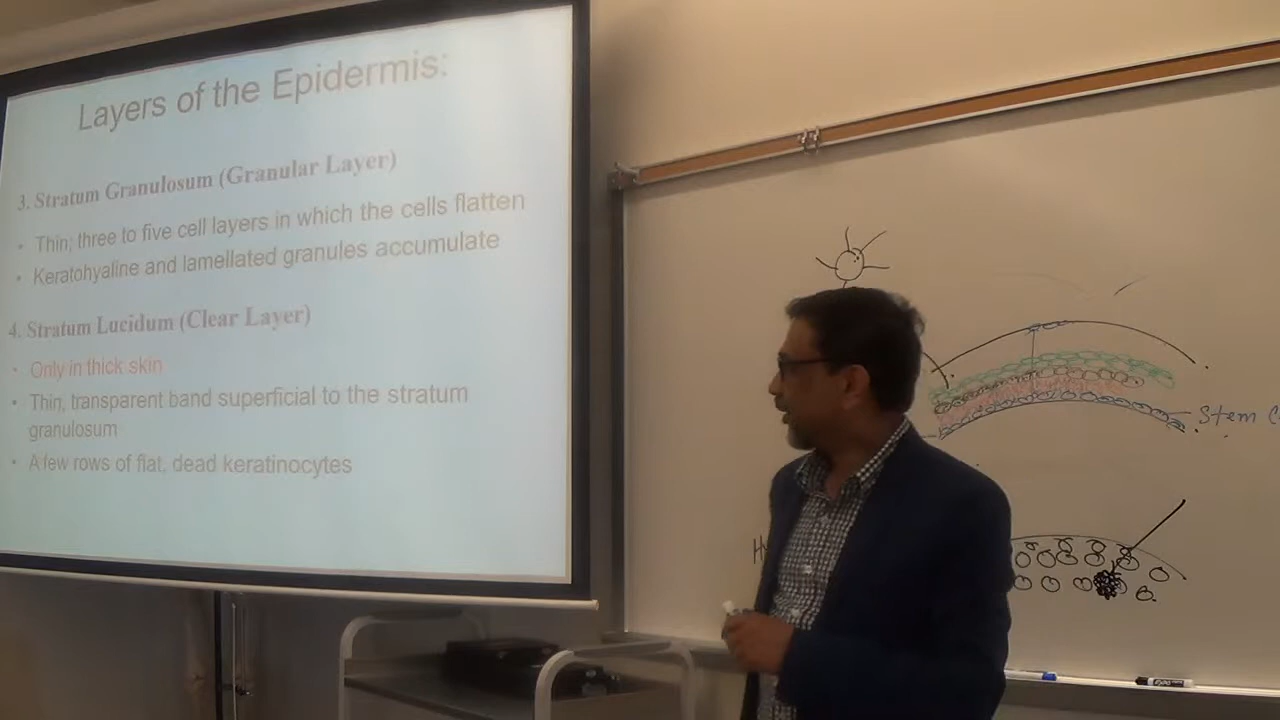 Layers of the Epidermis:
3. Stratum Granulosum (Granular Layer)
• Thin; three to five cell layers in which the cells flatten
• Keratohyaline and lamellated granules accumulate
4. Stratum Lucidum (Clear Layer)
• Only in thick skin
• Thin, transparent band superficial to the stratum
granulosum
• A few rows of flat, dead keratinocytes
Stem